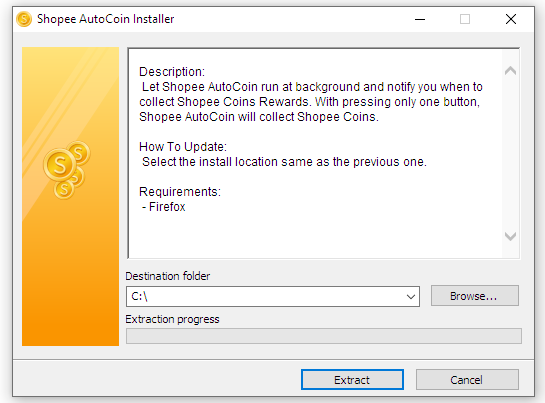 Shopee AutoCoin Installer
Description:
Let Shopee AutoCoin run at background and notify you when to
collect Shopee Coins Rewards. With pressing only one button,
Shopee AutoCoin will collect Shopee Coins.
How To Update:
Select the install location same as the previous one.
Requirements:
- Firefox
Destination folder
C:\
Browse...
Extraction progress
Extract
Cancel